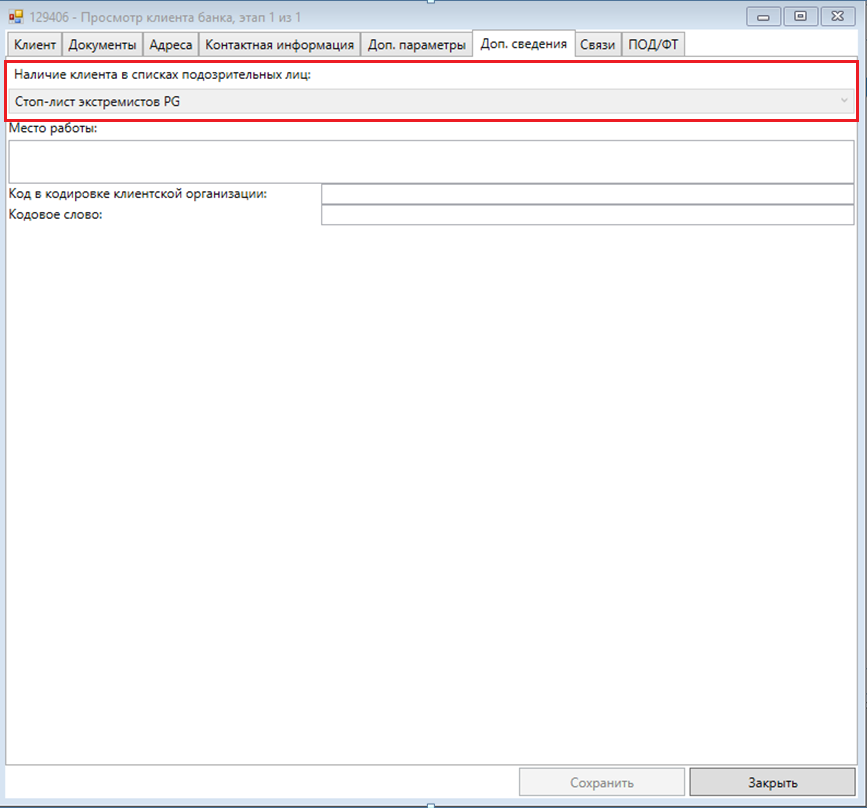 129406 - Просмотр клиента банка, этап 1 из 1
Клиент Документы Адреса Контактная информация Доп. параметры Доп. сведения Связи ПОД/ФТ
Наличие клиента в списках подозрительных лиц:
Стоп-лист экстремистов PG
Место работы:
Код в кодировке клиентской организации:
Кодовое слово:
Сохранить Закрыть